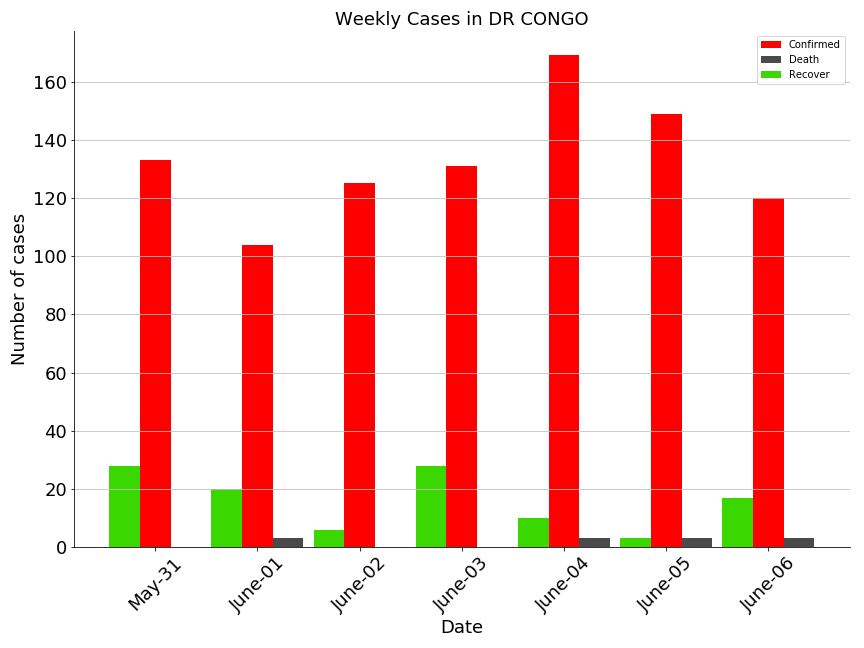 Weekly Cases in DR CONGO
Confirmed
Death
Recover
Number of cases
160
140
120
100
80
60
40
20
0
May-31
June-01
June-02
June-03
June-04
June-05
June-06
Date